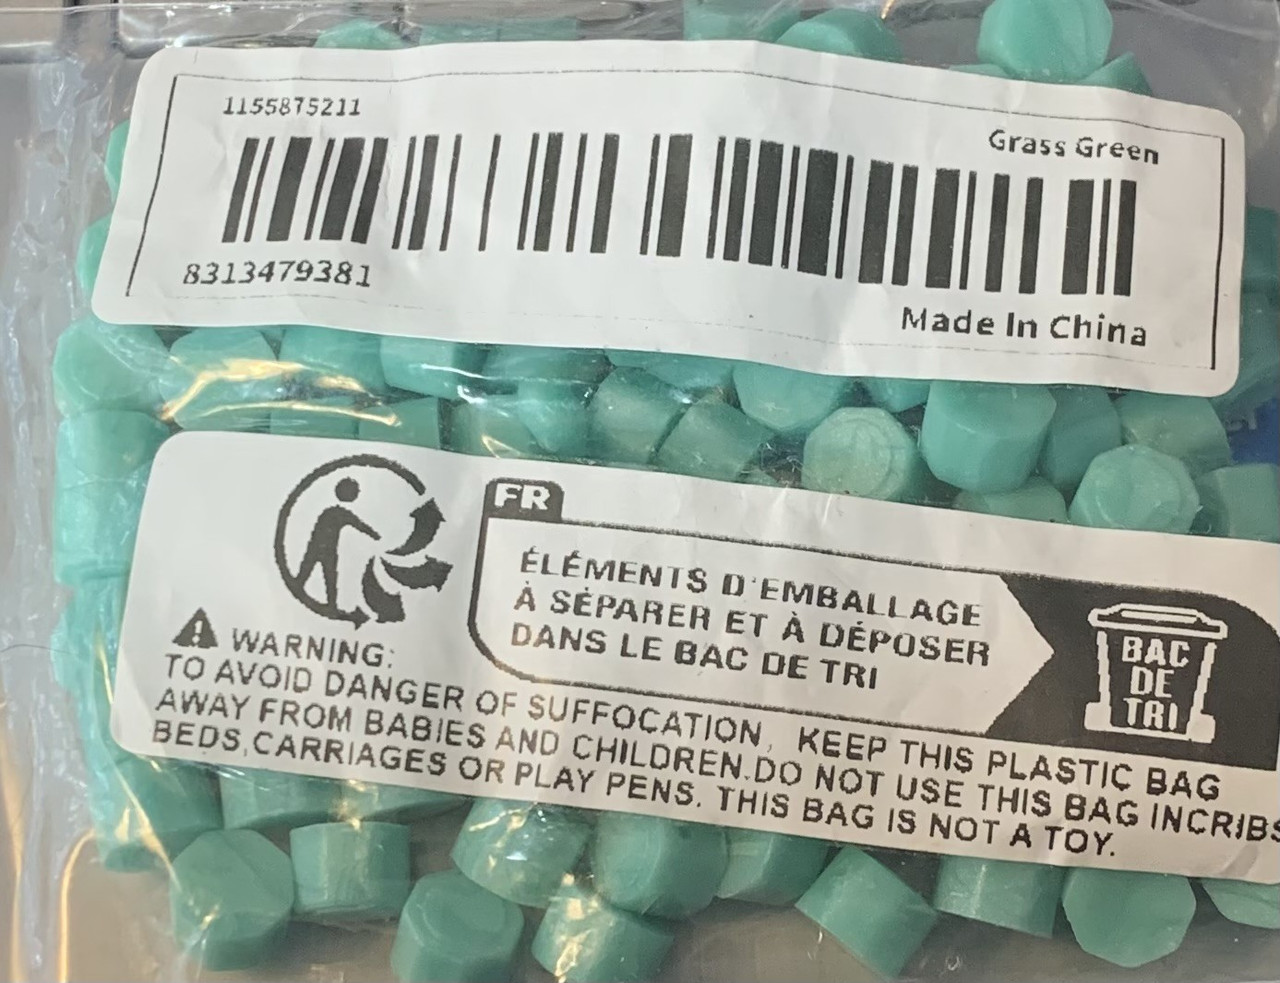 1155875211
Grass Green
8313479381
Made In China
FR
ÉLÉMENTS D'EMBALLAGE
À SÉPARER ET À DÉPOSER
DANS LE BAC DE TRI
BAC
DE
TRI
WARNING:
TO AVOID DANGER OF SUFFOCATION, KEEP THIS PLASTIC BAG
AWAY FROM BABIES AND CHILDREN.DO NOT USE THIS BAG INCRIBS
BEDS,CARRIAGES OR PLAY PENS. THIS BAG IS NOT A TOY.